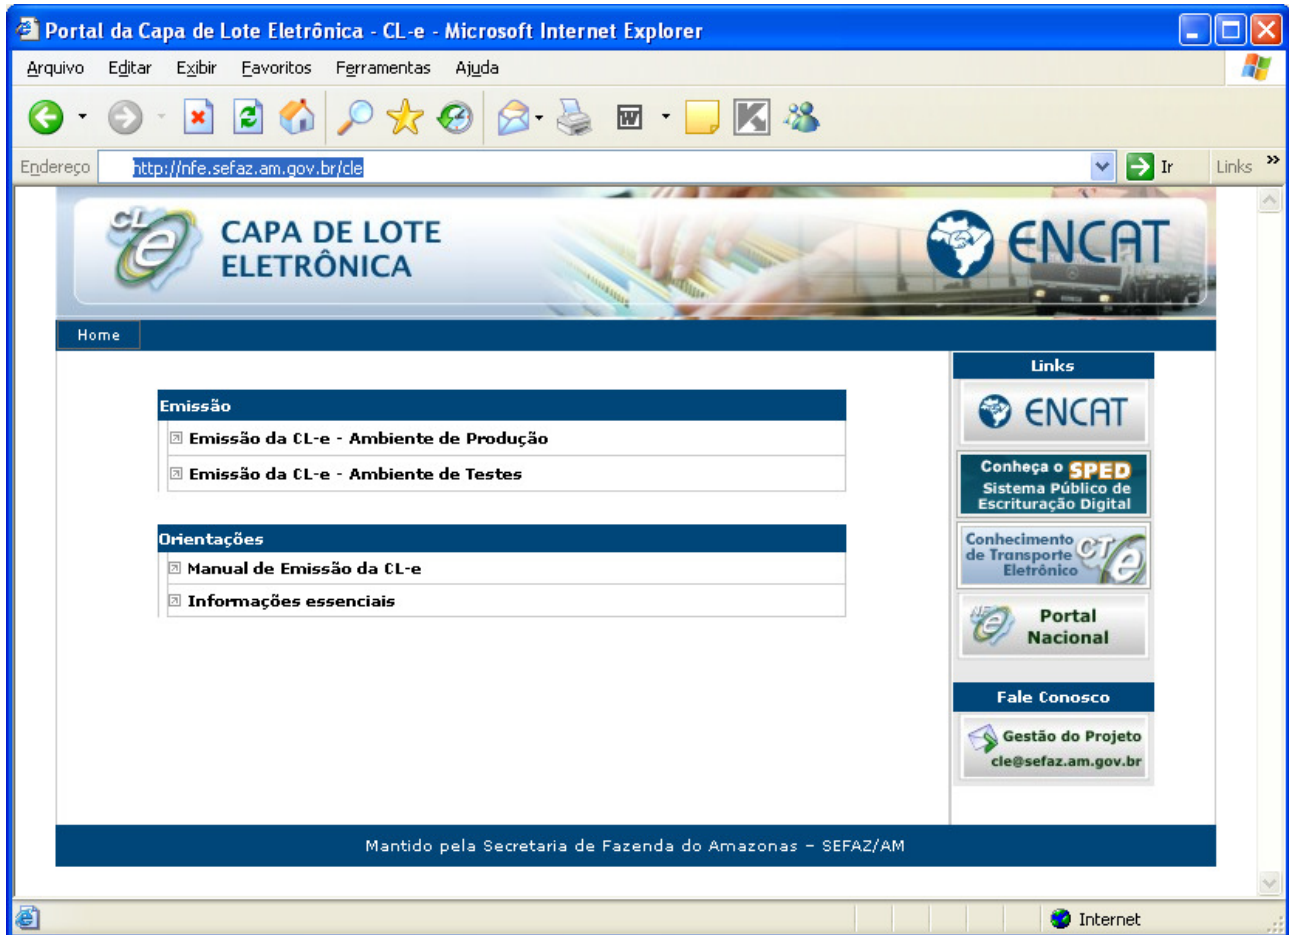 Portal da Capa de Lote Eletrônica - CL-e - Microsoft Internet Explorer
Arquivo Editar Exibir Favoritos Ferramentas Ajuda
Endereço http://nfe.sefaz.am.gov.br/cle Ir Links »
CLe CAPA DE LOTE
ELETRÔNICA
ENCAT
Home
Emissão
Emissão da CL-e - Ambiente de Produção
Emissão da CL-e - Ambiente de Testes
Orientações
Manual de Emissão da CL-e
Informações essenciais
Links
ENCAT
Conheça o SPED
Sistema Público de
Escrituração Digital
Conhecimento
de Transporte
Eletrônico
CTe
Portal
Nacional
Fale Conosco
Gestão do Projeto
cle@sefaz.am.gov.br
Mantido pela Secretaria de Fazenda do Amazonas – SEFAZ/AM
Internet